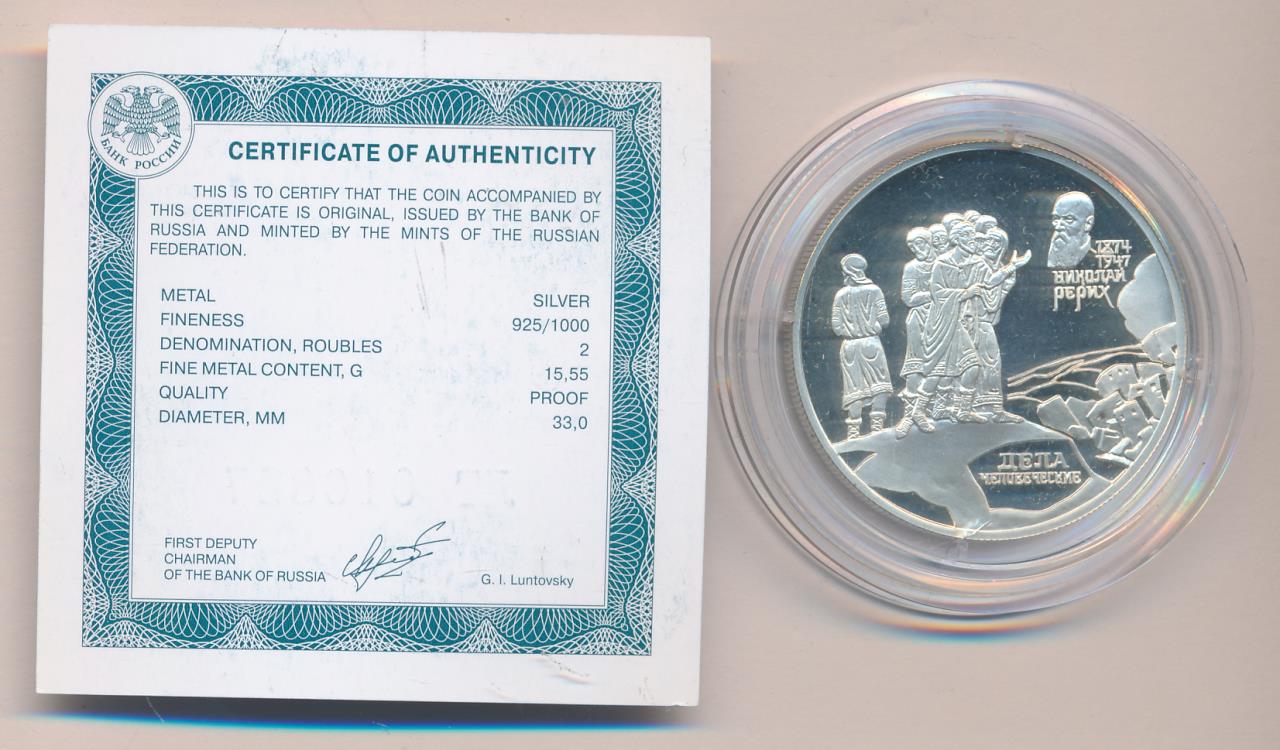 БАНК РОССИИ
CERTIFICATE OF AUTHENTICITY
THIS IS TO CERTIFY THAT THE COIN ACCOMPANIED BY
THIS CERTIFICATE IS ORIGINAL, ISSUED BY THE BANK OF
RUSSIA AND MINTED BY THE MINTS OF THE RUSSIAN
FEDERATION.
METAL SILVER
FINENESS 925/1000
DENOMINATION, ROUBLES 2
FINE METAL CONTENT, G 15,55
QUALITY PROOF
DIAMETER, MM 33,0
FIRST DEPUTY
CHAIRMAN
OF THE BANK OF RUSSIA
G. I. Luntovsky
1874
1947
НИКОЛАЙ
РЕРИХ
ДЕЛА
ЧЕЛОВЕЧЕСКИЕ